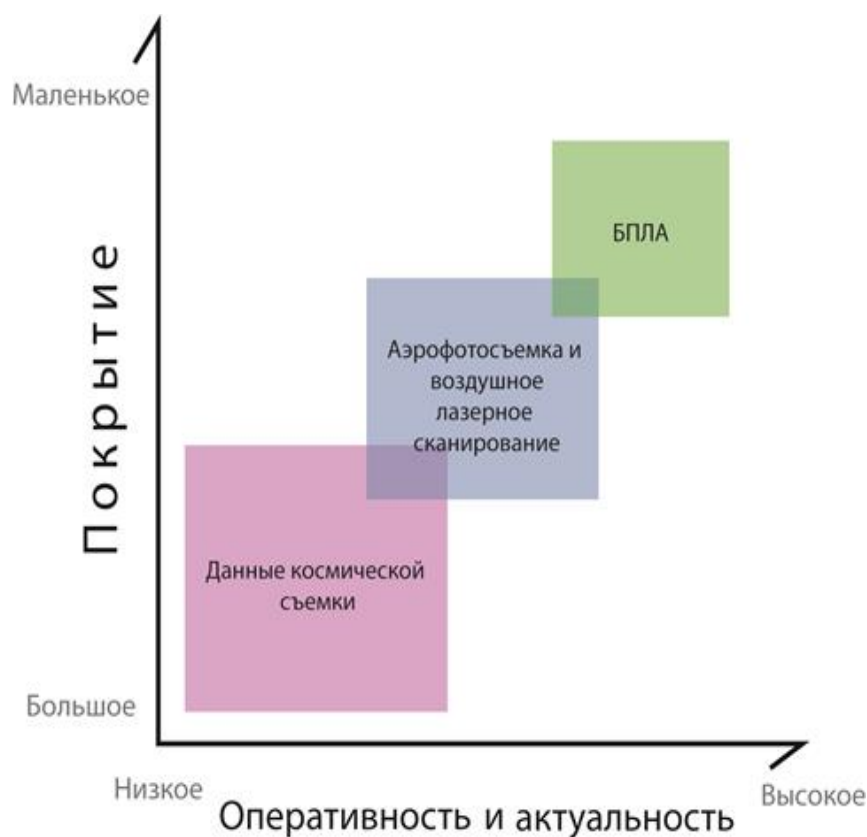 Маленькое
Покрытие
БПЛА
Аэрофотосъемка и
воздушное
лазерное
сканирование
Данные космической
съемки
Большое
Низкое
Оперативность и актуальность
Высокое